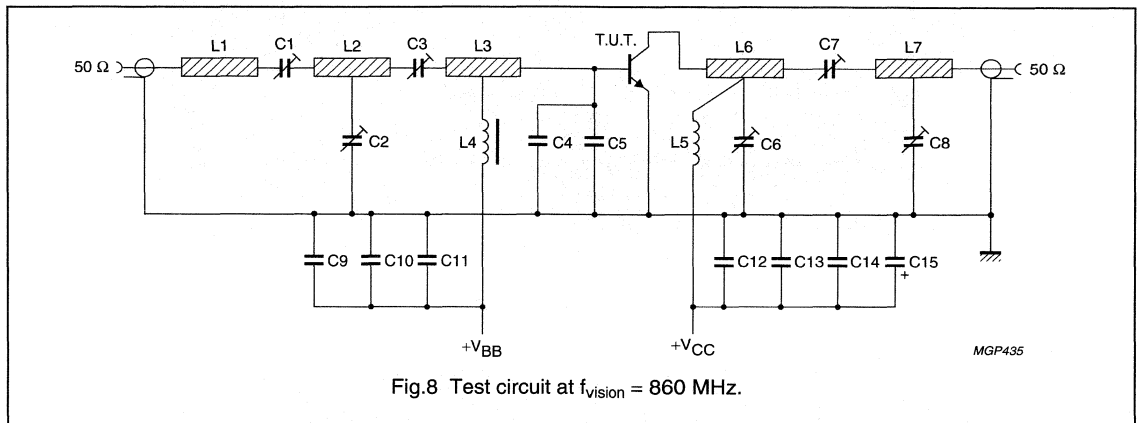 T.U.T.
50 Ω
L1
C1
L2
C3
L3
L6
C7
L7
50 Ω
C2
L4
C4
C5
L5
C6
C8
C9
C10
C11
C12
C13
C14
C15
+
+VBB
+VCC
MGP435
Fig.8 Test circuit at fvision = 860 MHz.